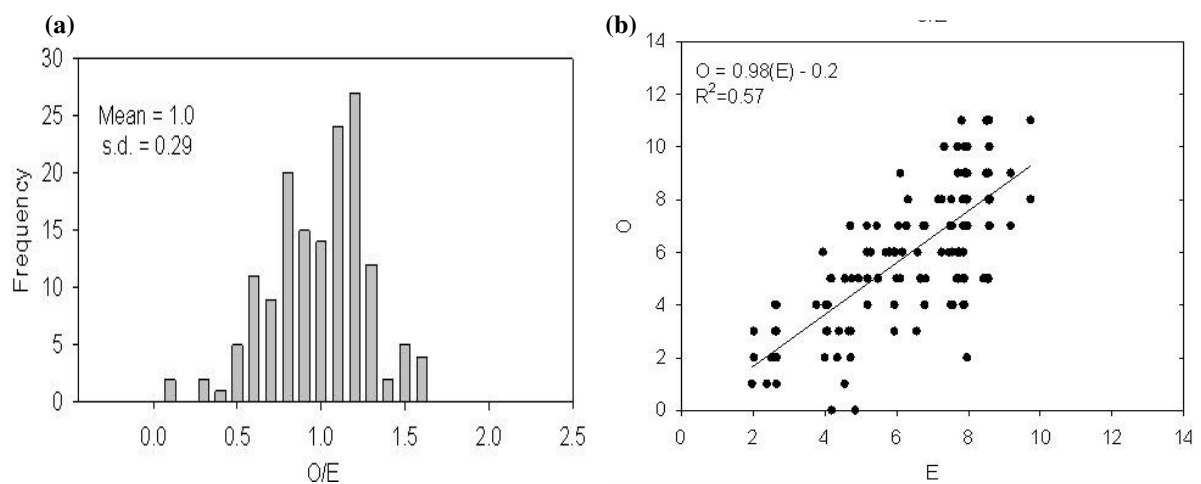 (a)
30
25
20
15
10
5
0
Frequency
Mean = 1.0
s.d. = 0.29
0.0 0.5 1.0 1.5 2.0 2.5
O/E
(b)
14
12
10
8
6
4
2
0
O
O = 0.98(E) - 0.2
R²=0.57
0 2 4 6 8 10 12 14
E